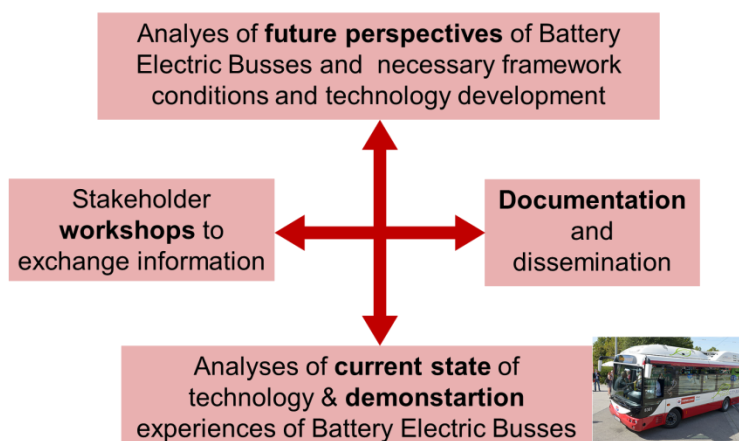 Analyes of future perspectives of Battery
Electric Busses and necessary framework
conditions and technology development
Stakeholder
workshops to
exchange information
Documentation
and
dissemination
Analyses of current state of
technology & demonstartion
experiences of Battery Electric Busses